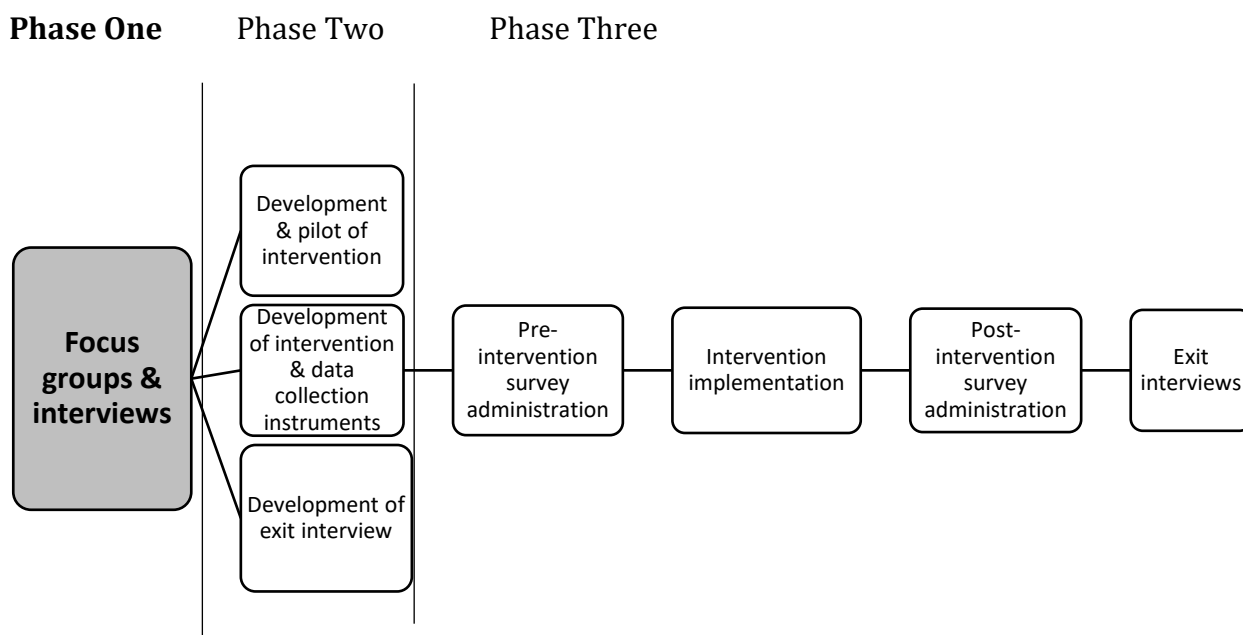 Phase One
Phase Two
Phase Three
Focus
groups &
interviews
Development
& pilot of
intervention
Development
of intervention
& data
collection
instruments
Development of
exit interview
Pre-
intervention
survey
administration
Intervention
implementation
Post-
intervention
survey
administration
Exit
interviews